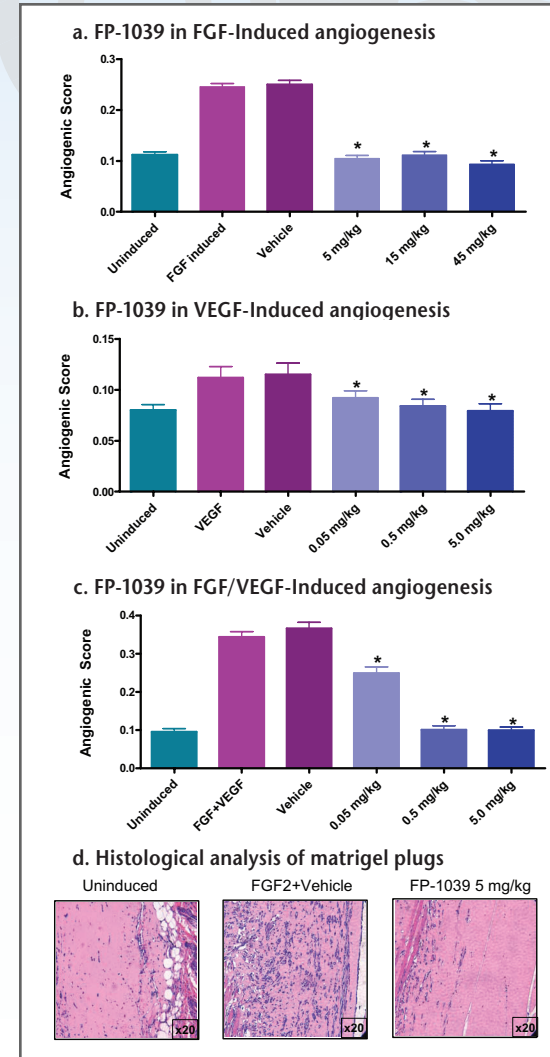 a. FP-1039 in FGF-Induced angiogenesis
Angiogenic Score
0.3
0.2
0.1
0.0
* * *
Uninduced FGF induced Vehicle 5 mg/kg 15 mg/kg 45 mg/kg
b. FP-1039 in VEGF-Induced angiogenesis
Angiogenic Score
0.15
0.10
0.05
0.00
* * *
Uninduced VEGF Vehicle 0.05 mg/kg 0.5 mg/kg 5.0 mg/kg
c. FP-1039 in FGF/VEGF-Induced angiogenesis
Angiogenic Score
0.4
0.3
0.2
0.1
0.0
* * *
Uninduced FGF+VEGF Vehicle 0.05 mg/kg 0.5 mg/kg 5.0 mg/kg
d. Histological analysis of matrigel plugs
Uninduced FGF2+Vehicle FP-1039 5 mg/kg
x20 x20 x20